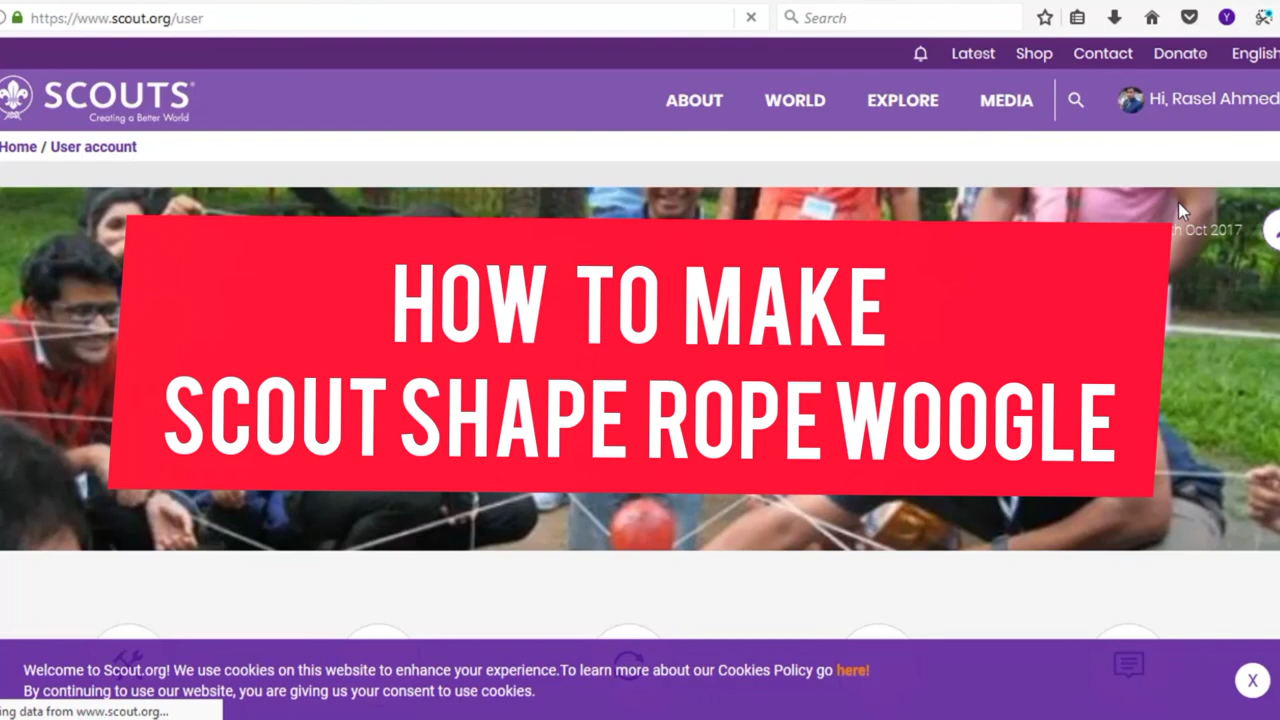 https://www.scout.org/user
Search
Latest Shop Contact Donate English
SCOUTS
Creating a Better World
ABOUT WORLD EXPLORE MEDIA
Hi, Rasel Ahmed
Home / User account
Oct 2017
HOW TO MAKE
SCOUT SHAPE ROPE WOOGLE
Welcome to Scout.org! We use cookies on this website to enhance your experience.To learn more about our Cookies Policy go here!
By continuing to use our website, you are giving us your consent to use cookies.
X
ing data from www.scout.org...